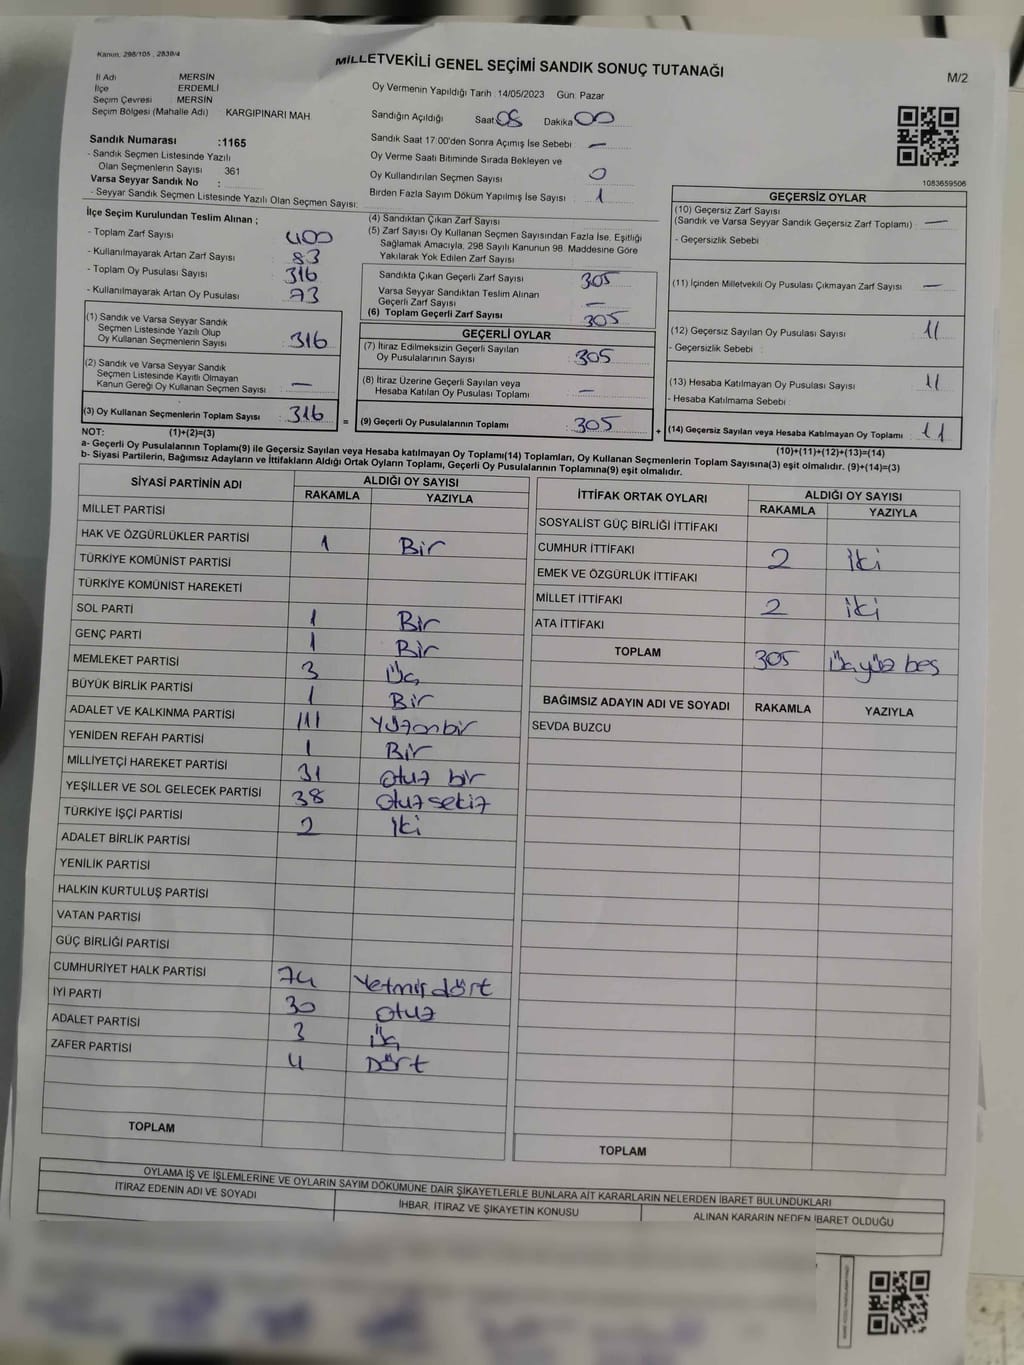 Kanun, 298/105 , 2839/4
MİLLETVEKİLİ GENEL SEÇİMİ SANDIK SONUÇ TUTANAĞI
M/2
İl Adı MERSİN
İlçe ERDEMLİ
Seçim Çevresi MERSİN
Seçim Bölgesi (Mahalle Adı) KARGIPINARI MAH
Sandık Numarası :1165
- Sandık Seçmen Listesinde Yazılı
Olan Seçmenlerin Sayısı 361
Varsa Seyyar Sandık No :
- Seyyar Sandık Seçmen Listesinde Yazılı Olan Seçmen Sayısı:
Oy Vermenin Yapıldığı Tarih :14/05/2023 Gün: Pazar
Sandığın Açıldığı Saat 08 Dakika 00
Sandık Saat 17:00'den Sonra Açımış İse Sebebi : —
Oy Verme Saati Bitiminde Sırada Bekleyen ve
Oy Kullandırılan Seçmen Sayısı 0
Birden Fazla Sayım Döküm Yapılmış İse Sayısı 1
1083659506
İlçe Seçim Kurulundan Teslim Alınan ;
- Toplam Zarf Sayısı 400
- Kullanılmayarak Artan Zarf Sayısı 83
- Toplam Oy Pusulası Sayısı 316
- Kullanılmayarak Artan Oy Pusulası 73
(1) Sandık ve Varsa Seyyar Sandık
Seçmen Listesinde Yazılı Olup
Oy Kullanan Seçmenlerin Sayısı 316
(2) Sandık ve Varsa Seyyar Sandık
Seçmen Listesinde Kayıtlı Olmayan
Kanun Gereği Oy Kullanan Seçmen Sayısı —
(3) Oy Kullanan Seçmenlerin Toplam Sayısı 316
(4) Sandıktan Çıkan Zarf Sayısı
(5) Zarf Sayısı Oy Kullanan Seçmen Sayısından Fazla İse, Eşitliği
Sağlamak Amacıyla, 298 Sayılı Kanunun 98. Maddesine Göre
Yakılarak Yok Edilen Zarf Sayısı
Sandıkta Çıkan Geçerli Zarf Sayısı 305
Varsa Seyyar Sandıktan Teslim Alınan
Geçerli Zarf Sayısı —
(6) Toplam Geçerli Zarf Sayısı 305
GEÇERLİ OYLAR
(7) İtiraz Edilmeksizin Geçerli Sayılan
Oy Pusulalarının Sayısı 305
(8) İtiraz Üzerine Geçerli Sayılan veya
Hesaba Katılan Oy Pusulası Toplamı —
= (9) Geçerli Oy Pusulalarının Toplamı 305
GEÇERSİZ OYLAR
(10) Geçersiz Zarf Sayısı
(Sandık ve Varsa Seyyar Sandık Geçersiz Zarf Toplamı) : —
- Geçersizlik Sebebi
(11) İçinden Milletvekili Oy Pusulası Çıkmayan Zarf Sayısı —
(12) Geçersiz Sayılan Oy Pusulası Sayısı 11
- Geçersizlik Sebebi :
(13) Hesaba Katılmayan Oy Pusulası Sayısı 11
- Hesaba Katılmama Sebebi :
+ (14) Geçersiz Sayılan veya Hesaba Katılmayan Oy Toplamı 11
NOT: (1)+(2)=(3) (10)+(11)+(12)+(13)=(14)
a- Geçerli Oy Pusulalarının Toplamı(9) ile Geçersiz Sayılan veya Hesaba katılmayan Oy Toplamı(14) Toplamları, Oy Kullanan Seçmenlerin Toplam Sayısına(3) eşit olmalıdır. (9)+(14)=(3)
b- Siyasi Partilerin, Bağımsız Adayların ve İttifakların Aldığı Ortak Oyların Toplamı, Geçerli Oy Pusulalarının Toplamına(9) eşit olmalıdır.
SİYASİ PARTİNİN ADI ALDIĞI OY SAYISI
RAKAMLA YAZIYLA
MİLLET PARTİSİ
HAK VE ÖZGÜRLÜKLER PARTİSİ 1 Bir
TÜRKİYE KOMÜNİST PARTİSİ
TÜRKİYE KOMÜNİST HAREKETİ
SOL PARTİ 1 Bir
GENÇ PARTİ 1 Bir
MEMLEKET PARTİSİ 3 Üç
BÜYÜK BİRLİK PARTİSİ 1 Bir
ADALET VE KALKINMA PARTİSİ 111 Yüzonbir
YENİDEN REFAH PARTİSİ 1 Bir
MİLLİYETÇİ HAREKET PARTİSİ 31 otuz bir
YEŞİLLER VE SOL GELECEK PARTİSİ 38 otuzsekiz
TÜRKİYE İŞÇİ PARTİSİ 2 İki
ADALET BİRLİK PARTİSİ
YENİLİK PARTİSİ
HALKIN KURTULUŞ PARTİSİ
VATAN PARTİSİ
GÜÇ BİRLİĞİ PARTİSİ
CUMHURİYET HALK PARTİSİ 74 Yetmişdört
İYİ PARTİ 30 otuz
ADALET PARTİSİ 3 Üç
ZAFER PARTİSİ 4 Dört
TOPLAM
İTTİFAK ORTAK OYLARI ALDIĞI OY SAYISI
RAKAMLA YAZIYLA
SOSYALİST GÜÇ BİRLİĞİ İTTİFAKI
CUMHUR İTTİFAKI 2 İki
EMEK VE ÖZGÜRLÜK İTTİFAKI
MİLLET İTTİFAKI 2 iki
ATA İTTİFAKI
TOPLAM 305 Üçyüz beş
BAĞIMSIZ ADAYIN ADI VE SOYADI RAKAMLA YAZIYLA
SEVDA BUZCU
TOPLAM
OYLAMA İŞ VE İŞLEMLERİNE VE OYLARIN SAYIM DÖKÜMÜNE DAİR ŞİKAYETLERLE BUNLARA AİT KARARLARIN NELERDEN İBARET BULUNDUKLARI
İTİRAZ EDENİN ADI VE SOYADI İHBAR, İTİRAZ VE ŞİKAYETİN KONUSU ALINAN KARARIN NEDEN İBARET OLDUĞU